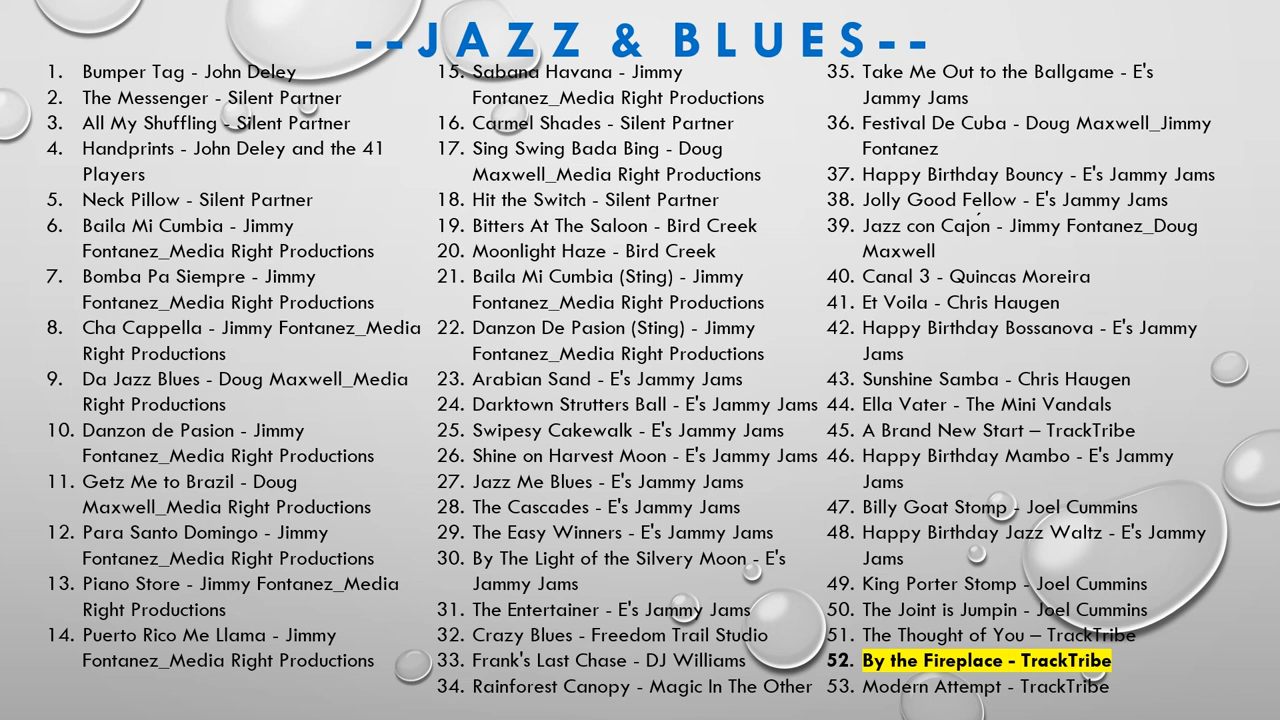 --JAZZ & BLUES--
1. Bumper Tag - John Deley
2. The Messenger - Silent Partner
3. All My Shuffling - Silent Partner
4. Handprints - John Deley and the 41
Players
5. Neck Pillow - Silent Partner
6. Baila Mi Cumbia - Jimmy
Fontanez_Media Right Productions
7. Bomba Pa Siempre - Jimmy
Fontanez_Media Right Productions
8. Cha Cappella - Jimmy Fontanez_Media
Right Productions
9. Da Jazz Blues - Doug Maxwell_Media
Right Productions
10. Danzon de Pasion - Jimmy
Fontanez_Media Right Productions
11. Getz Me to Brazil - Doug
Maxwell_Media Right Productions
12. Para Santo Domingo - Jimmy
Fontanez_Media Right Productions
13. Piano Store - Jimmy Fontanez_Media
Right Productions
14. Puerto Rico Me Llama - Jimmy
Fontanez_Media Right Productions
15. Sabana Havana - Jimmy
Fontanez_Media Right Productions
16. Carmel Shades - Silent Partner
17. Sing Swing Bada Bing - Doug
Maxwell_Media Right Productions
18. Hit the Switch - Silent Partner
19. Bitters At The Saloon - Bird Creek
20. Moonlight Haze - Bird Creek
21. Baila Mi Cumbia (Sting) - Jimmy
Fontanez_Media Right Productions
22. Danzon De Pasion (Sting) - Jimmy
Fontanez_Media Right Productions
23. Arabian Sand - E's Jammy Jams
24. Darktown Strutters Ball - E's Jammy Jams
25. Swipesy Cakewalk - E's Jammy Jams
26. Shine on Harvest Moon - E's Jammy Jams
27. Jazz Me Blues - E's Jammy Jams
28. The Cascades - E's Jammy Jams
29. The Easy Winners - E's Jammy Jams
30. By The Light of the Silvery Moon - E's
Jammy Jams
31. The Entertainer - E's Jammy Jams
32. Crazy Blues - Freedom Trail Studio
33. Frank's Last Chase - DJ Williams
34. Rainforest Canopy - Magic In The Other
35. Take Me Out to the Ballgame - E's
Jammy Jams
36. Festival De Cuba - Doug Maxwell_Jimmy
Fontanez
37. Happy Birthday Bouncy - E's Jammy Jams
38. Jolly Good Fellow - E's Jammy Jams
39. Jazz con Cajón - Jimmy Fontanez_Doug
Maxwell
40. Canal 3 - Quincas Moreira
41. Et Voila - Chris Haugen
42. Happy Birthday Bossanova - E's Jammy
Jams
43. Sunshine Samba - Chris Haugen
44. Ella Vater - The Mini Vandals
45. A Brand New Start – TrackTribe
46. Happy Birthday Mambo - E's Jammy
Jams
47. Billy Goat Stomp - Joel Cummins
48. Happy Birthday Jazz Waltz - E's Jammy
Jams
49. King Porter Stomp - Joel Cummins
50. The Joint is Jumpin - Joel Cummins
51. The Thought of You – TrackTribe
52. By the Fireplace - TrackTribe
53. Modern Attempt - TrackTribe